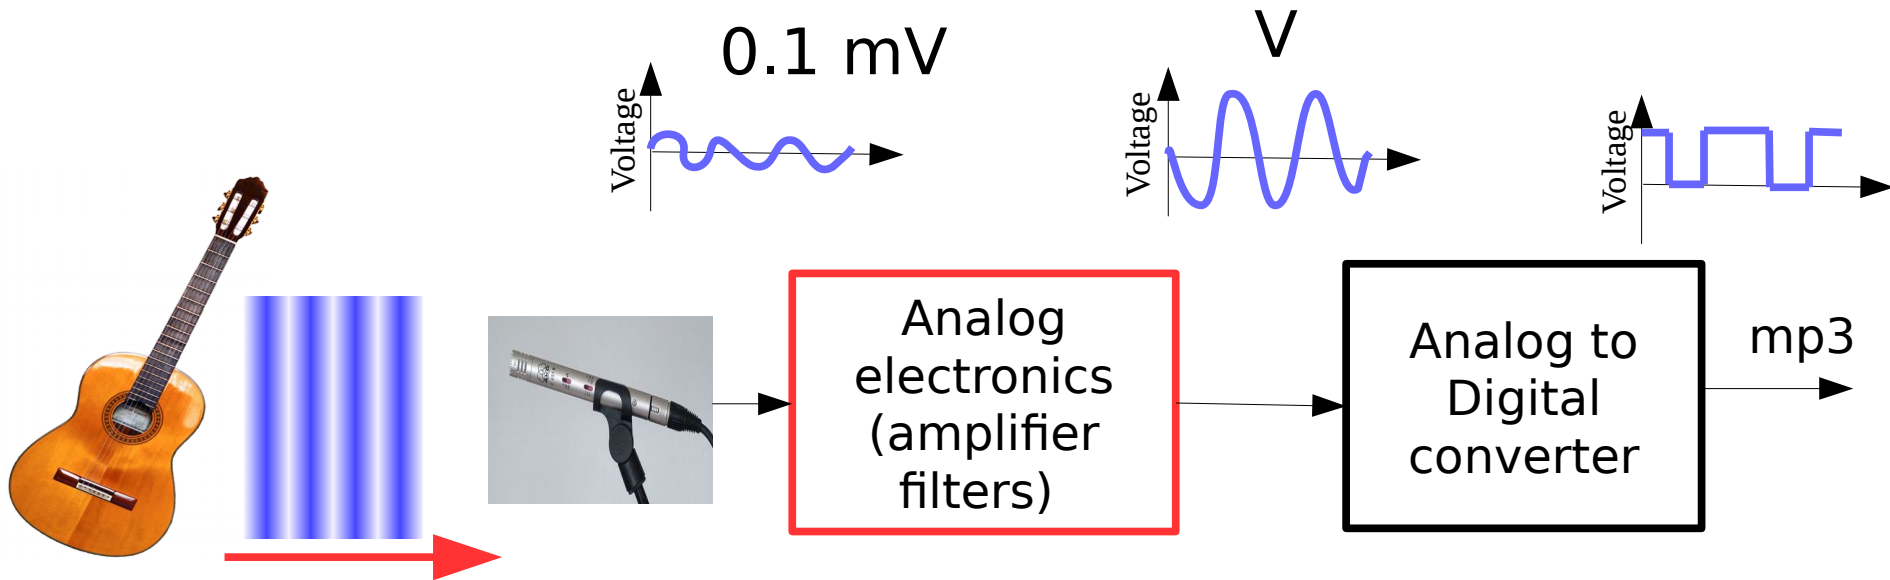 0.1 mV
V
Voltage
Voltage
Voltage
Analog
electronics
(amplifier
filters)
Analog to
Digital
converter
mp3